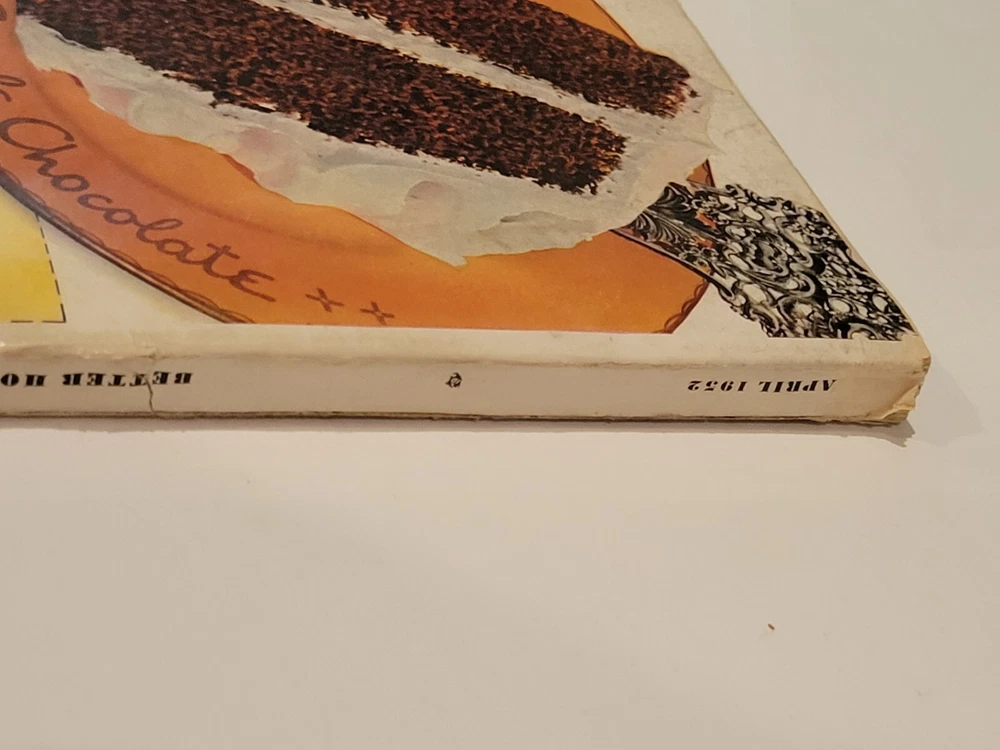 Chocolate ++
BETTER HO
APRIL 1952